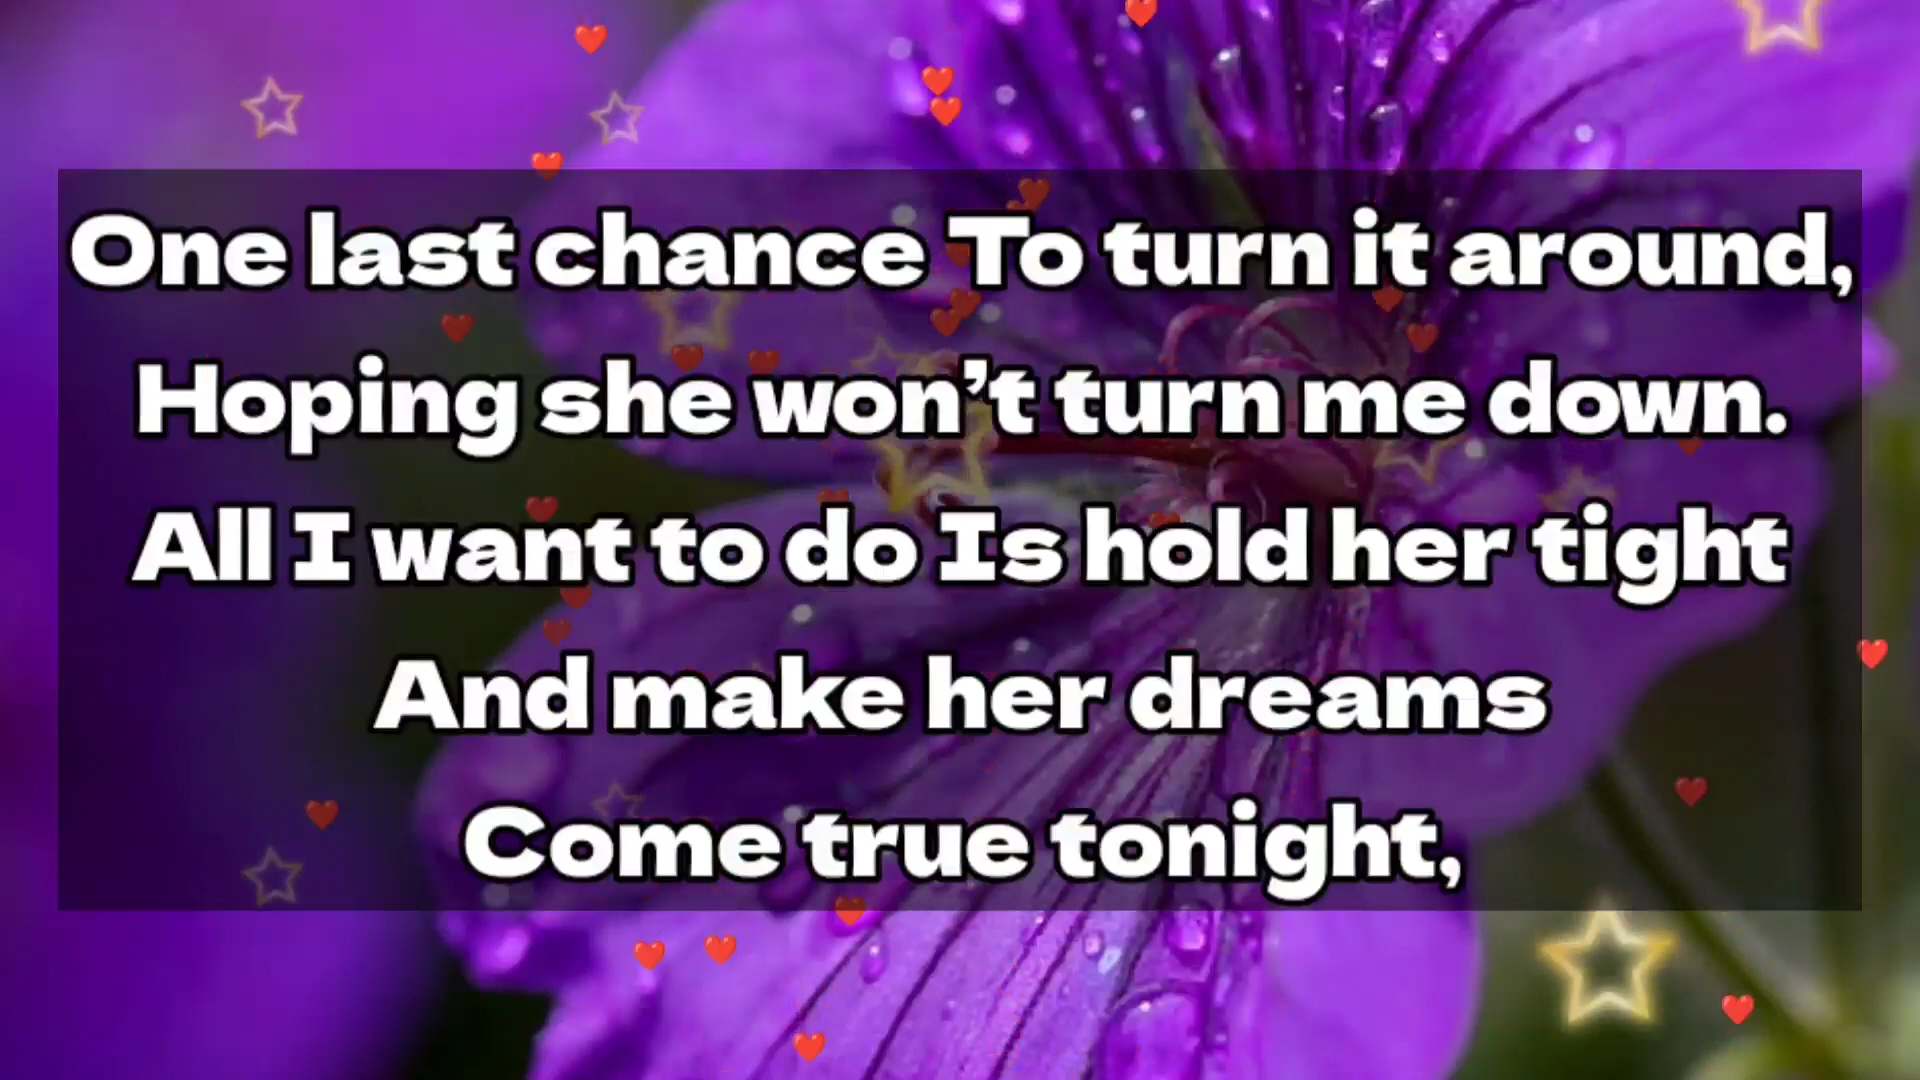 One last chance To turn it around,
Hoping she won’t turn me down.
All I want to do Is hold her tight
And make her dreams
Come true tonight,